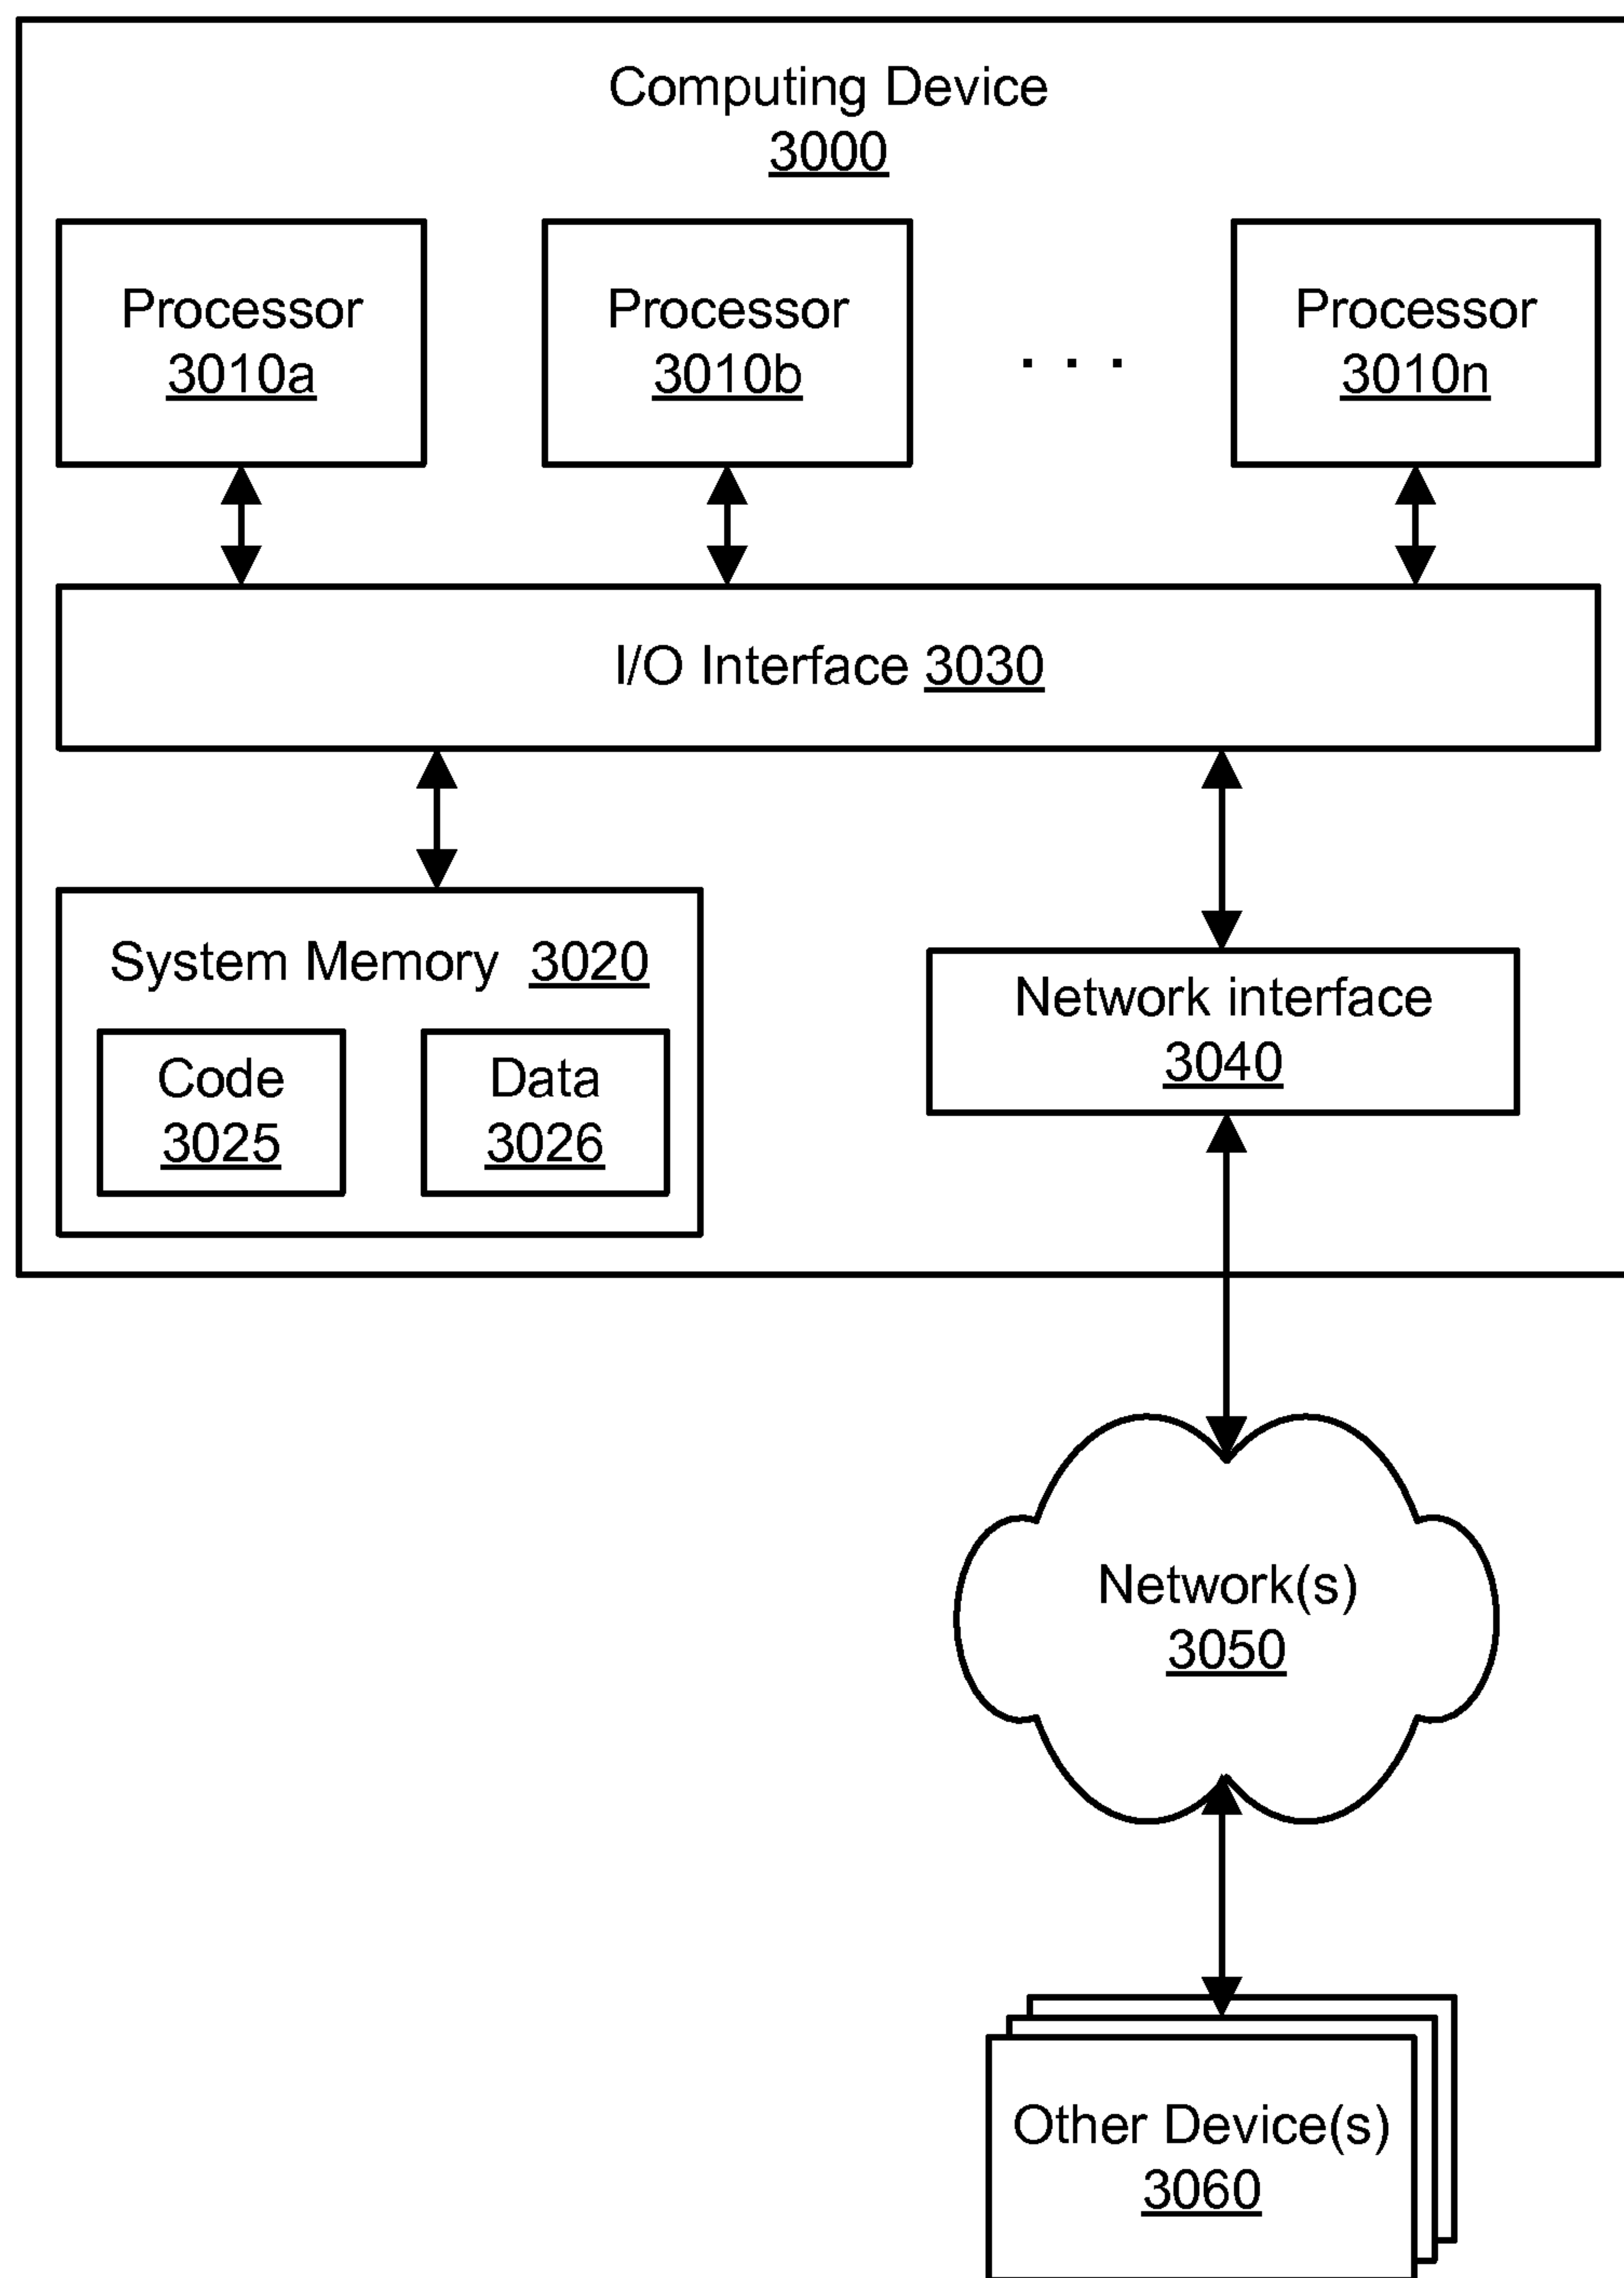 Computing Device
3000
Processor
3010a
Processor
3010b
. . .
Processor
3010n
I/O Interface 3030
System Memory 3020
Code
3025
Data
3026
Network interface
3040
Network(s)
3050
Other Device(s)
3060